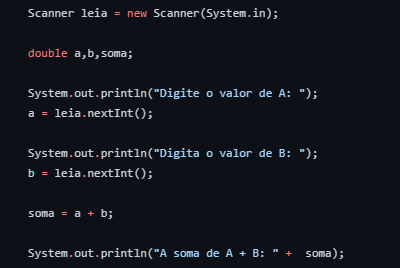 Scanner leia = new Scanner(System.in);
double a,b,soma;
System.out.println("Digite o valor de A: ");
a = leia.nextInt();
System.out.println("Digita o valor de B: ");
b = leia.nextInt();
soma = a + b;
System.out.println("A soma de A + B: " +  soma);